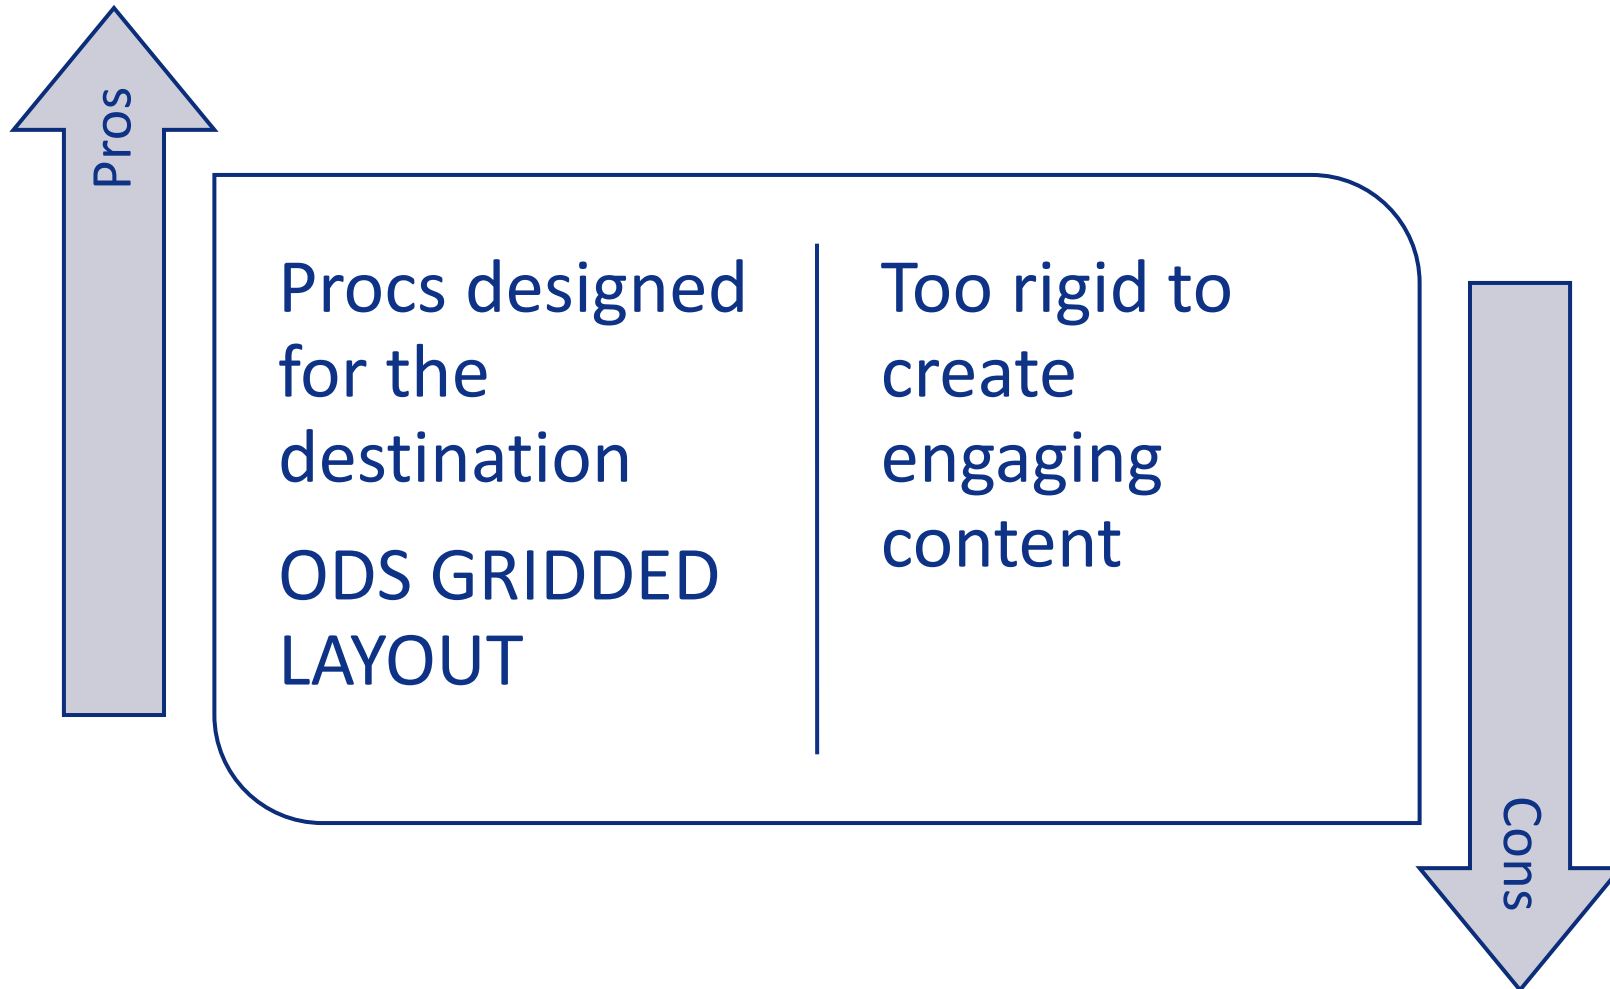 Pros
Procs designed
for the
destination
ODS GRIDDED
LAYOUT
Too rigid to
create
engaging
content
Cons